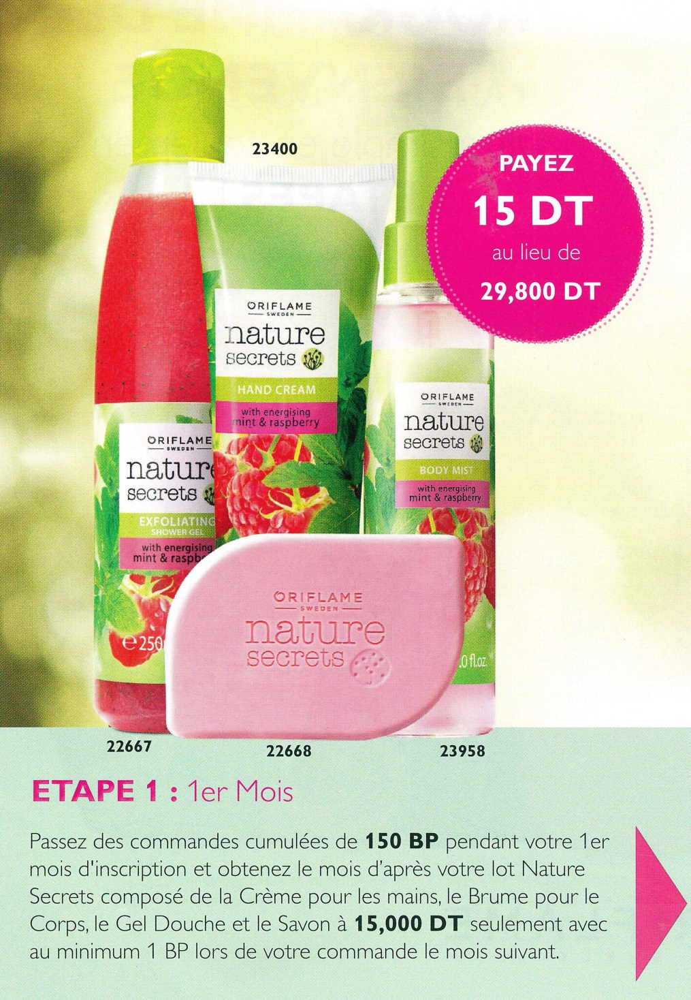 23400
PAYEZ
15 DT
au lieu de
29,800 DT
ORIFLAME
SWEDEN
nature
secrets
HAND CREAM
with energising
mint & raspberry
ORIFLAME
SWEDEN
nature
secrets
BODY MIST
with energising
mint & raspberry
ORIFLAME
SWEDEN
nature
secrets
EXFOLIATING
SHOWER GEL
with energising
mint & raspbe
e 250
ORIFLAME
SWEDEN
nature
secrets
.0 fl.oz.
22667
22668
23958
ETAPE 1 : 1er Mois
Passez des commandes cumulées de 150 BP pendant votre 1er
mois d'inscription et obtenez le mois d’après votre lot Nature
Secrets composé de la Crème pour les mains, le Brume pour le
Corps, le Gel Douche et le Savon à 15,000 DT seulement avec
au minimum 1 BP lors de votre commande le mois suivant.